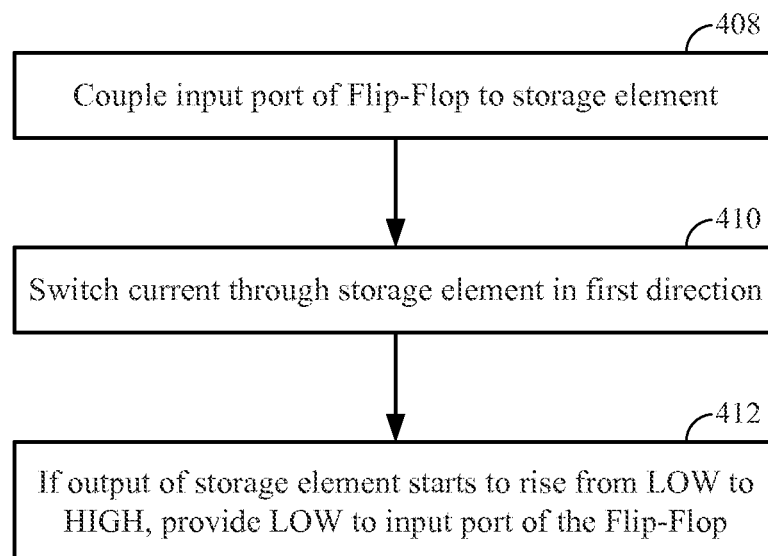 408
Couple input port of Flip-Flop to storage element
410
Switch current through storage element in first direction
412
If output of storage element starts to rise from LOW to
HIGH, provide LOW to input port of the Flip-Flop